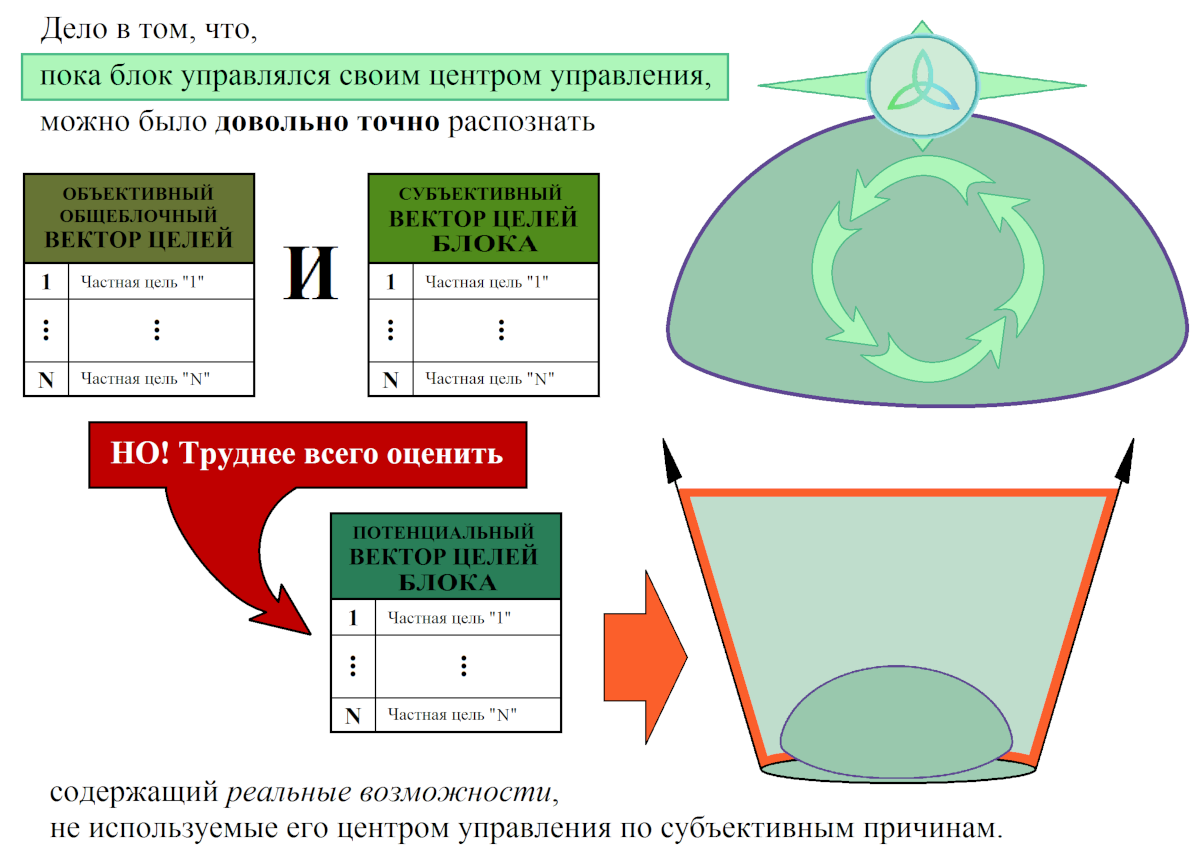 Дело в том, что,
пока блок управлялся своим центром управления,
можно было довольно точно распознать
ОБЪЕКТИВНЫЙ
ОБЩЕБЛОЧНЫЙ
ВЕКТОР ЦЕЛЕЙ
1 Частная цель "1"
⋮ ⋮
N Частная цель "N"
И
СУБЪЕКТИВНЫЙ
ВЕКТОР ЦЕЛЕЙ
БЛОКА
1 Частная цель "1"
⋮ ⋮
N Частная цель "N"
НО! Труднее всего оценить
ПОТЕНЦИАЛЬНЫЙ
ВЕКТОР ЦЕЛЕЙ
БЛОКА
1 Частная цель "1"
⋮ ⋮
N Частная цель "N"
содержащий реальные возможности,
не используемые его центром управления по субъективным причинам.